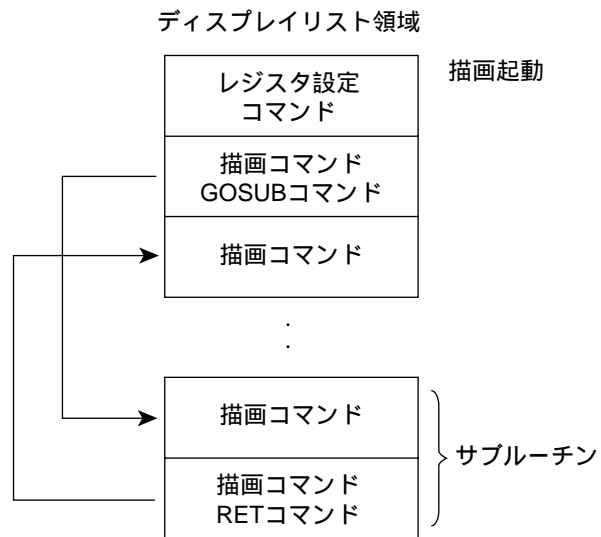 ディスプレイリスト領域
描画起動
レジスタ設定
コマンド
描画コマンド
GOSUBコマンド
描画コマンド
.
.
描画コマンド
サブルーチン
描画コマンド
RETコマンド